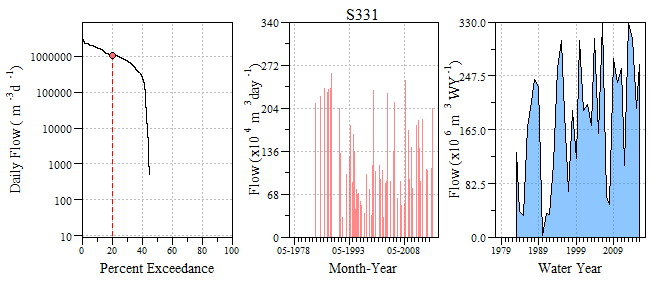 S331
Daily Flow ( m -3 d -1)
1000000
100000
10000
1000
100
10
0 20 40 60 80 100
Percent Exceedance
Flow (x10 4 m 3 day -1)
340
272
204
136
68
0
05-1978 05-1993 05-2008
Month-Year
Flow (x10 6 m 3 WY -1)
330.0
247.5
165.0
82.5
0.0
1979 1989 1999 2009
Water Year